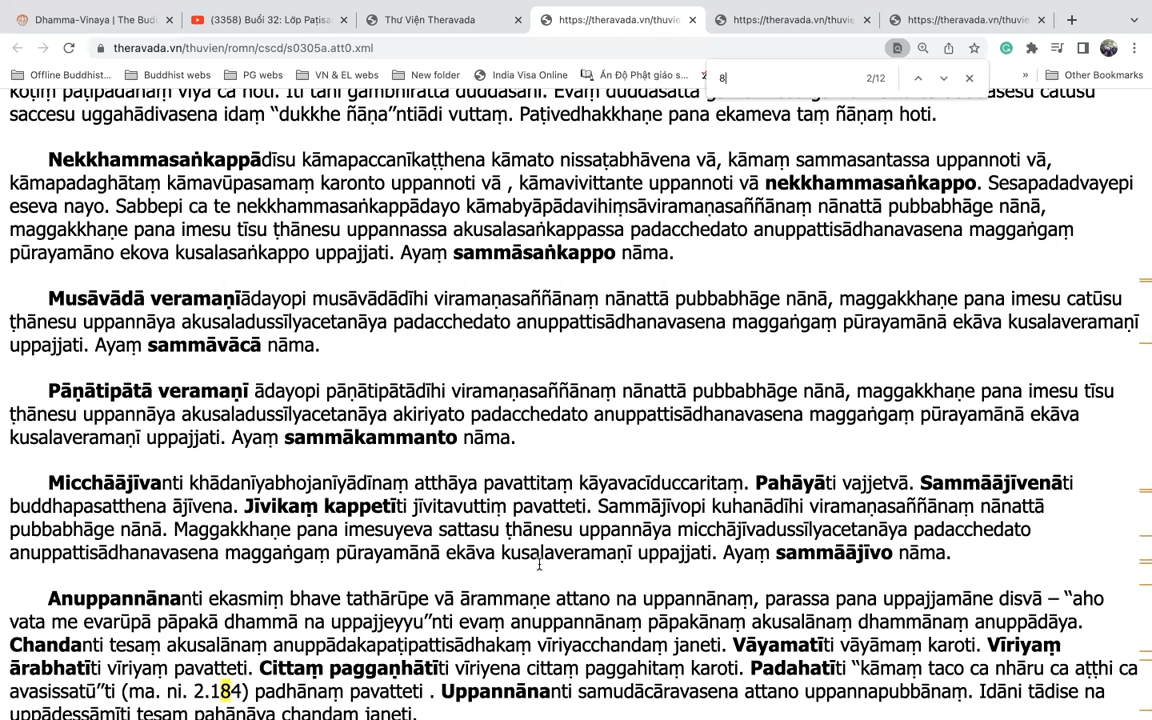 Dhamma-Vinaya | The Bud
(3358) Buổi 32: Lớp Paṭisa
Thư Viện Theravada
https://theravada.vn/thuvie
https://theravada.vn/thuvie
https://theravada.vn/thuvie
theravada.vn/thuvien/romn/cscd/s0305a.att0.xml
Offline Buddhist...
Buddhist webs
PG webs
VN & EL webs
New folder
India Visa Online
Ấn Độ Phật giáo s...
»
Other Bookmarks
8
2/12
saccesu uggahādivasena idaṃ “dukkhe ñāṇa”ntiādi vuttaṃ. Paṭivedhakkhaṇe pana ekameva taṃ ñāṇaṃ hoti.
Nekkhammasaṅkappādīsu kāmapaccanīkaṭṭhena kāmato nissaṭabhāvena vā, kāmaṃ sammasantassa uppannoti vā,
kāmapadaghātaṃ kāmavūpasamaṃ karonto uppannoti vā , kāmavivittante uppannoti vā nekkhammasaṅkappo. Sesapadadvayepi
eseva nayo. Sabbepi ca te nekkhammasaṅkappādayo kāmabyāpādavihiṃsāviramaṇasaññānaṃ nānattā pubbabhāge nānā,
maggakkhaṇe pana imesu tīsu ṭhānesu uppannassa akusalasaṅkappassa padacchedato anuppattisādhanavasena maggaṅgaṃ
pūrayamāno ekova kusalasaṅkappo uppajjati. Ayaṃ sammāsaṅkappo nāma.
Musāvādā veramaṇīādayopi musāvādādīhi viramaṇasaññānaṃ nānattā pubbabhāge nānā, maggakkhaṇe pana imesu catūsu
ṭhānesu uppannāya akusaladussīlyacetanāya padacchedato anuppattisādhanavasena maggaṅgaṃ pūrayamānā ekāva kusalaveramaṇī
uppajjati. Ayaṃ sammāvācā nāma.
Pāṇātipātā veramaṇī ādayopi pāṇātipātādīhi viramaṇasaññānaṃ nānattā pubbabhāge nānā, maggakkhaṇe pana imesu tīsu
ṭhānesu uppannāya akusaladussīlyacetanāya akiriyato padacchedato anuppattisādhanavasena maggaṅgaṃ pūrayamānā ekāva
kusalaveramaṇī uppajjati. Ayaṃ sammākammanto nāma.
Micchāājīvanti khādanīyabhojanīyādīnaṃ atthāya pavattitaṃ kāyavacīduccaritaṃ. Pahāyāti vajjetvā. Sammāājīvenāti
buddhapasatthena ājīvena. Jīvikaṃ kappetīti jīvitavuttiṃ pavatteti. Sammājīvopi kuhanādīhi viramaṇasaññānaṃ nānattā
pubbabhāge nānā. Maggakkhaṇe pana imesuyeva sattasu ṭhānesu uppannāya micchājīvadussīlyacetanāya padacchedato
anuppattisādhanavasena maggaṅgaṃ pūrayamānā ekāva kusalaveramaṇī uppajjati. Ayaṃ sammāājīvo nāma.
Anuppannānanti ekasmiṃ bhave tathārūpe vā ārammaṇe attano na uppannānaṃ, parassa pana uppajjamāne disvā – “aho
vata me evarūpā pāpakā dhammā na uppajjeyyu”nti evaṃ anuppannānaṃ pāpakānaṃ akusalānaṃ dhammānaṃ anuppādāya.
Chandanti tesaṃ akusalānaṃ anuppādakapaṭipattisādhakaṃ vīriyacchandaṃ janeti. Vāyamatīti vāyāmaṃ karoti. Vīriyaṃ
ārabhatīti vīriyaṃ pavatteti. Cittaṃ paggaṇhātīti vīriyena cittaṃ paggahitaṃ karoti. Padahatīti “kāmaṃ taco ca nhāru ca aṭṭhi ca
avasissatū”ti (ma. ni. 2.184) padhānaṃ pavatteti . Uppannānanti samudācāravasena attano uppannapubbānaṃ. Idāni tādise na
uppādessāmīti tesaṃ pahānāya chandaṃ janeti.